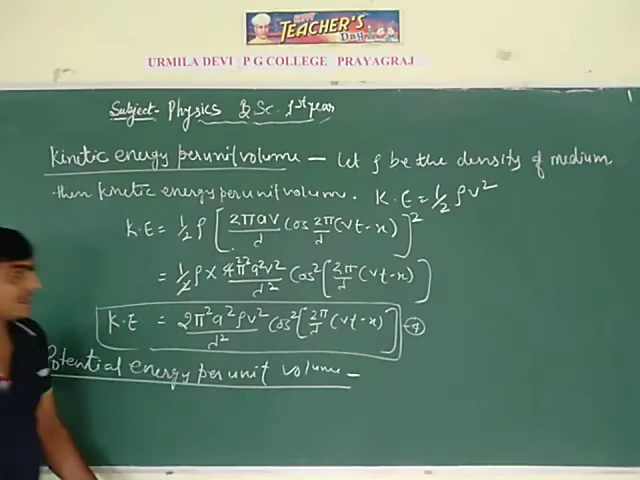 HAPPY
TEACHER'S
Day
URMILA DEVI P G COLLEGE PRAYAGRAJ
Subject- Physics B.Sc. 1st year
Kinetic energy per unit volume — Let ρ be the density of medium
then kinetic energy per unit volume. K.E = 1/2 ρv²
K.E = 1/2 ρ [2πav/λ cos 2π/λ (vt-x)]²
= 1/2 ρ × 4π²a²v²/λ² cos² [2π/λ (vt-x)]
K.E = 2π²a²ρv²/λ² cos² [2π/λ (vt-x)] -⑦
Potential energy per unit volume —